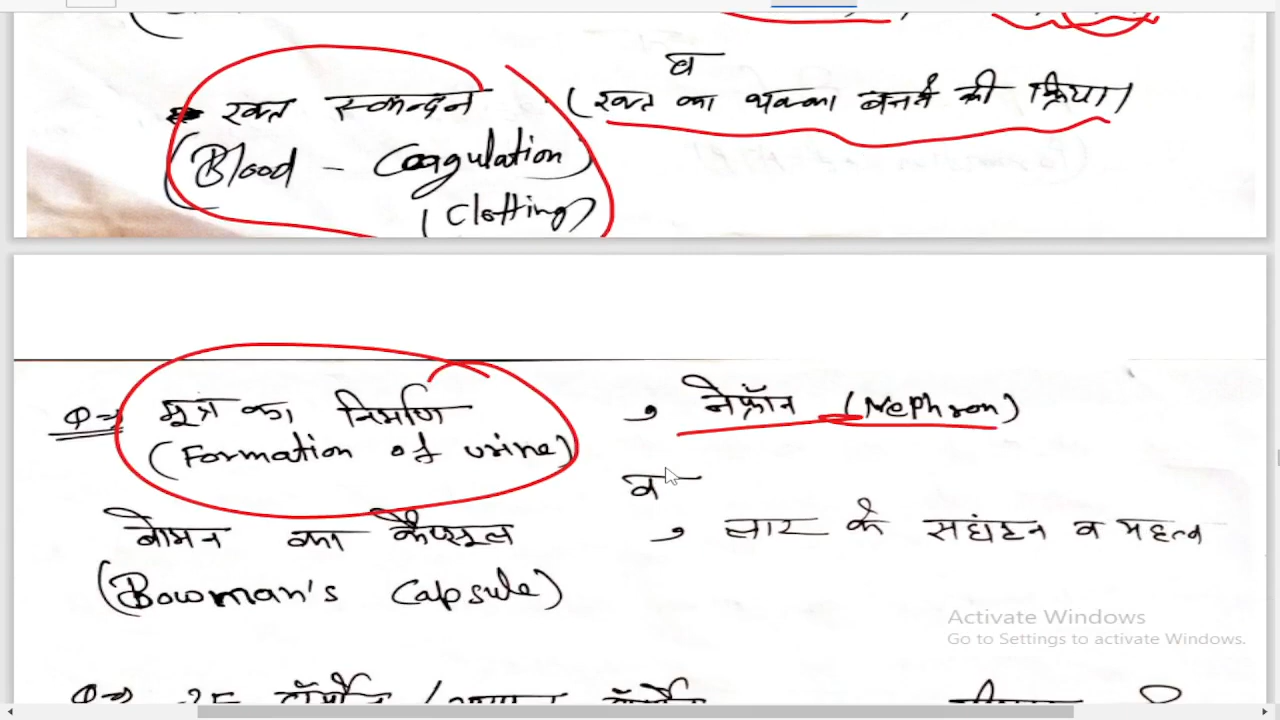 व
रक्त स्कन्दन (रक्त का थक्का बनने की क्रिया)
(Blood - Coagulation)
(Clotting)
Q⇒ मूत्र का निर्माण , नेफ्रॉन (Nephron)
(Formation of urine)
व
बोमन का कैप्सूल , लार के संघटन व महत्व
(Bowman's Capsule)
Activate Windows
Go to Settings to activate Windows.
Q⇒